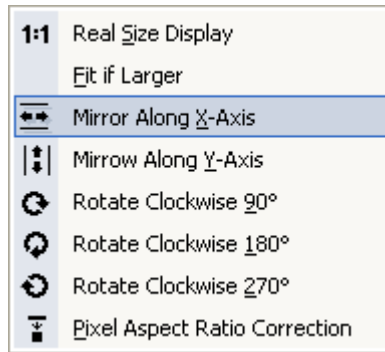 1:1 Real Size Display
Fit if Larger
Mirror Along X-Axis
Mirrow Along Y-Axis
Rotate Clockwise 90°
Rotate Clockwise 180°
Rotate Clockwise 270°
Pixel Aspect Ratio Correction